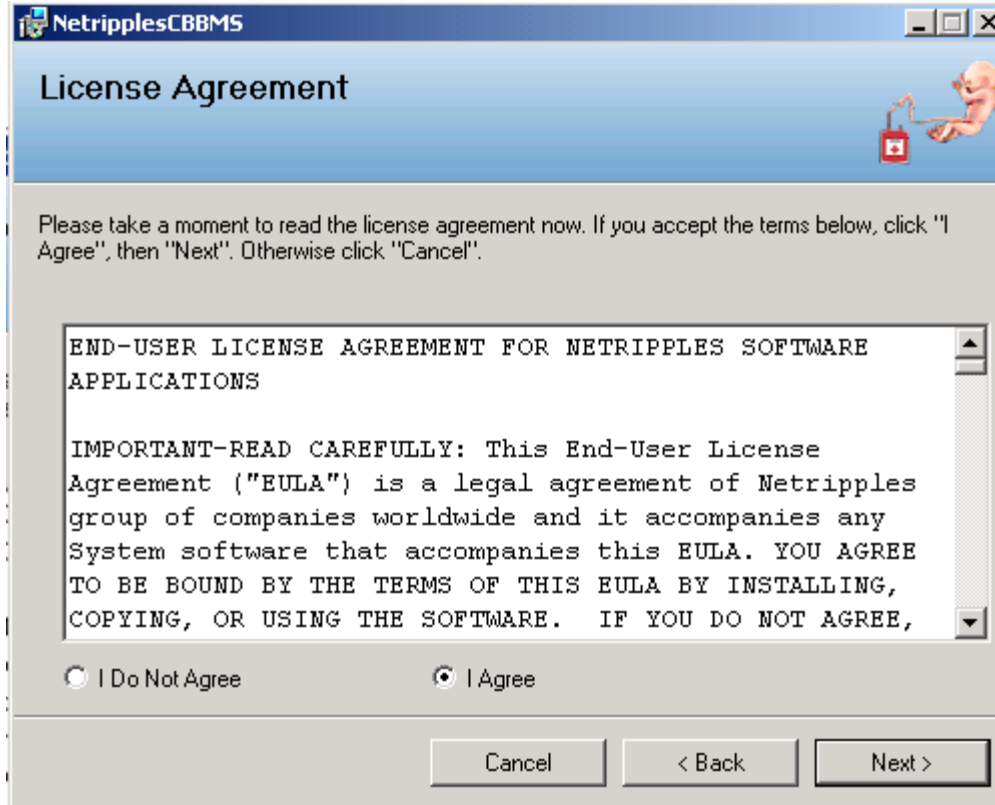 NetripplesCBBMS
License Agreement
Please take a moment to read the license agreement now. If you accept the terms below, click "I
Agree", then "Next". Otherwise click "Cancel".
END-USER LICENSE AGREEMENT FOR NETRIPPLES SOFTWARE
APPLICATIONS
IMPORTANT-READ CAREFULLY: This End-User License
Agreement ("EULA") is a legal agreement of Netripples
group of companies worldwide and it accompanies any
System software that accompanies this EULA. YOU AGREE
TO BE BOUND BY THE TERMS OF THIS EULA BY INSTALLING,
COPYING, OR USING THE SOFTWARE.  IF YOU DO NOT AGREE,
I Do Not Agree
I Agree
Cancel
< Back
Next >